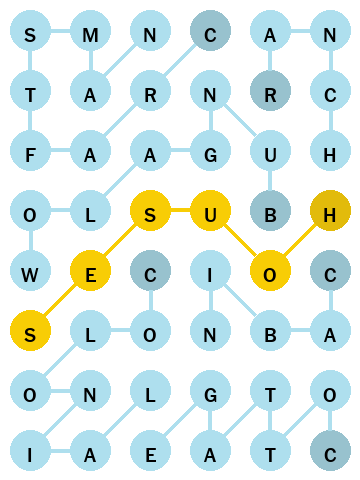 S M N C A N
T A R N R C
F A A G U H
O L S U B H
W E C I O C
S L O N B A
O N L G T O
I A E A T C